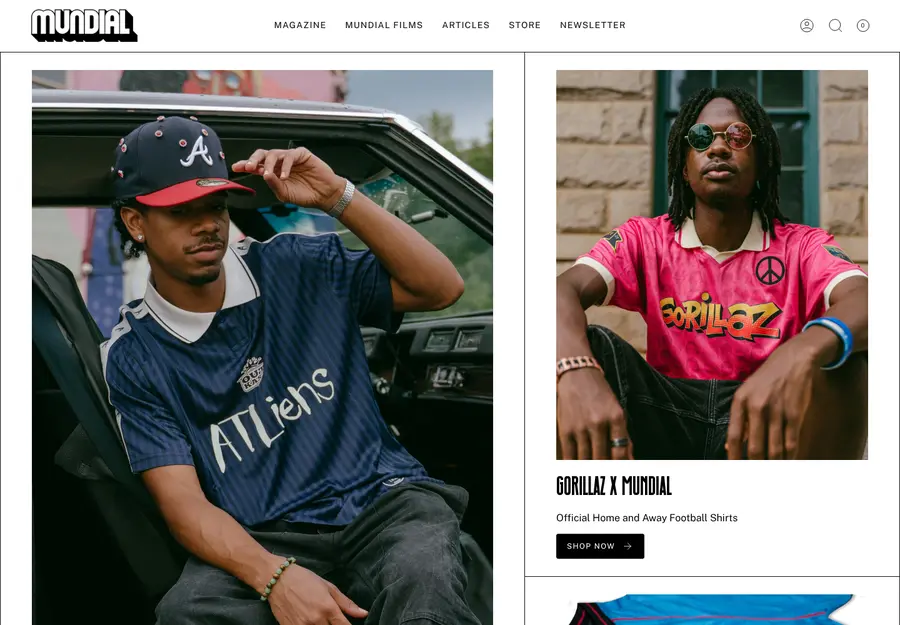 MUNDIAL
MAGAZINE
MUNDIAL FILMS
ARTICLES
STORE
NEWSLETTER
0
A
ATLiens
GORILLAZ
GORILLAZ X MUNDIAL
Official Home and Away Football Shirts
SHOP NOW